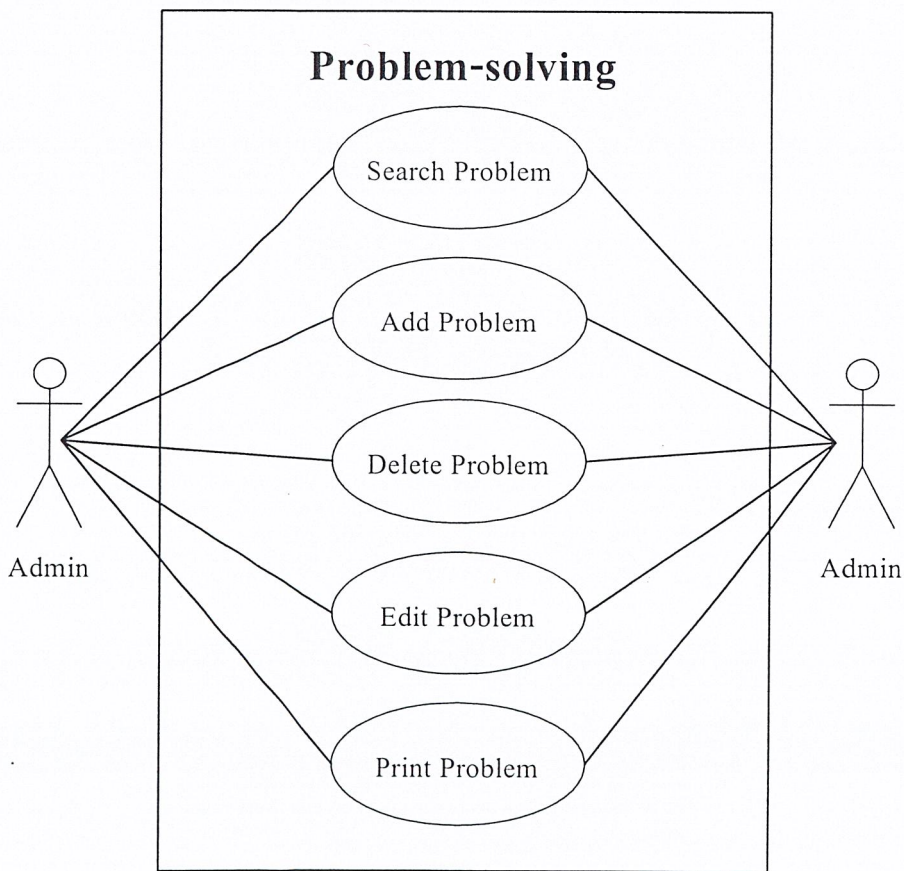 Problem-solving
Search Problem
Add Problem
Delete Problem
Admin
Admin
Edit Problem
Print Problem